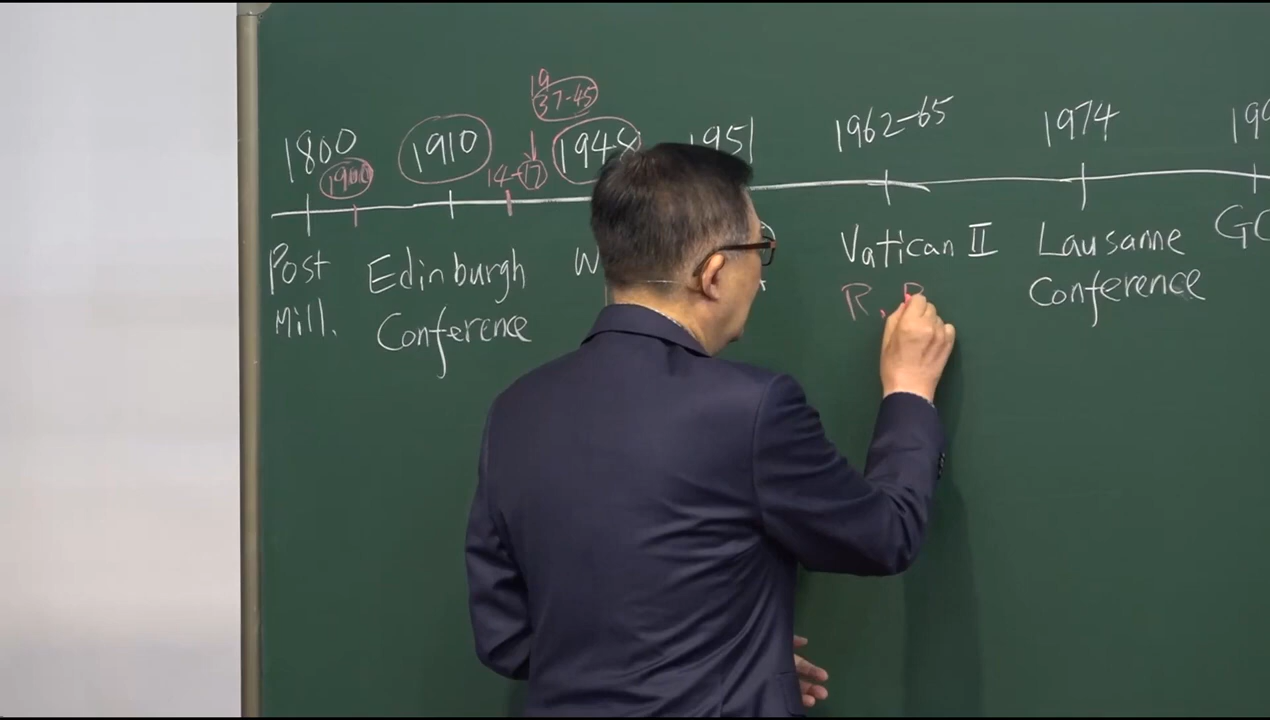 19
37-45
1800
1910
1948
1951
1962-65
1974
1900
14-17
Post
Mill.
Edinburgh
Conference
W
Vatican II
R.
Lausanne
Conference
GC